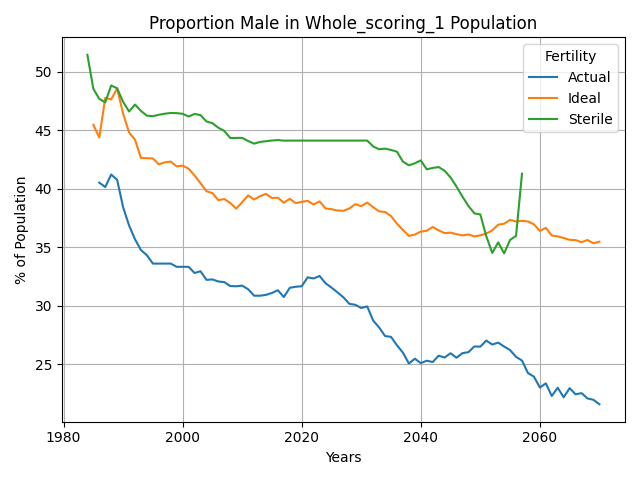 Proportion Male in Whole_scoring_1 Population
Fertility
Actual
Ideal
Sterile
% of Population
50
45
40
35
30
25
1980
2000
2020
2040
2060
Years